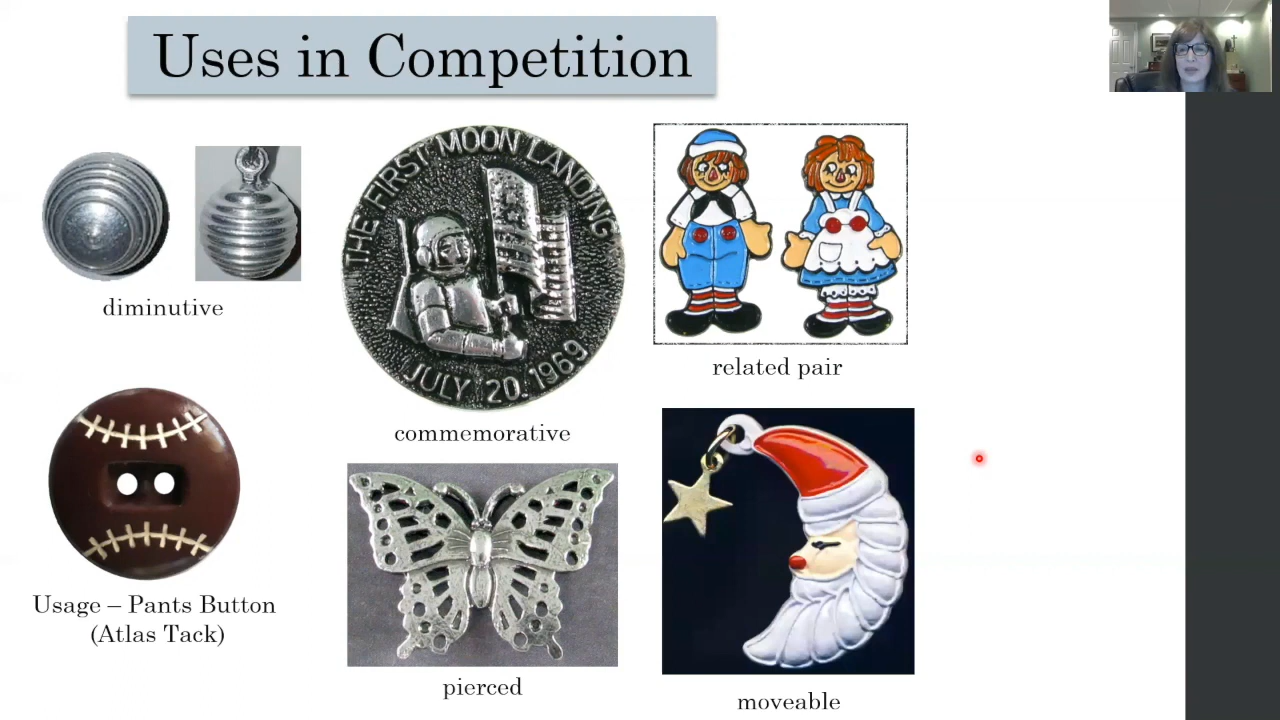 Uses in Competition
diminutive
THE FIRST MOON LANDING
JULY 20. 1969
commemorative
related pair
Usage – Pants Button
(Atlas Tack)
pierced
moveable